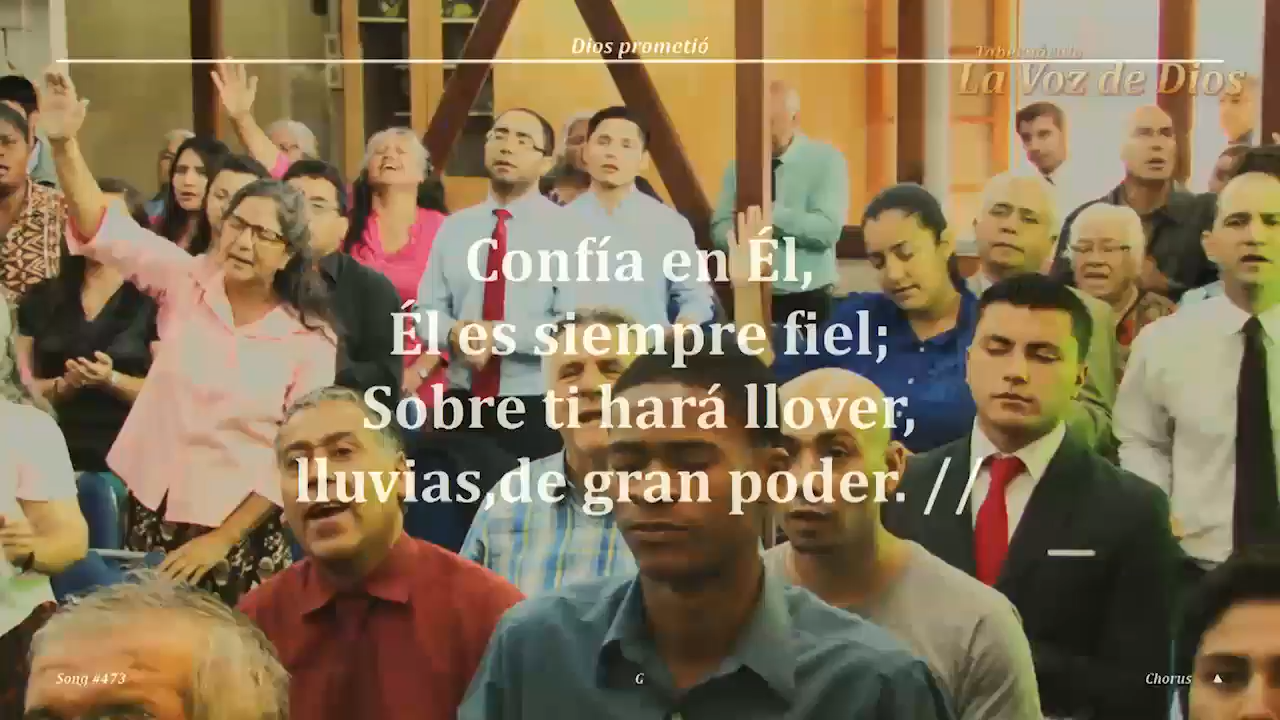 Dios prometió
Tabernáculo
La Voz de Dios
Confía en Él,
Él es siempre fiel;
Sobre ti hará llover,
lluvias,de gran poder. //
Song #473
G
Chorus